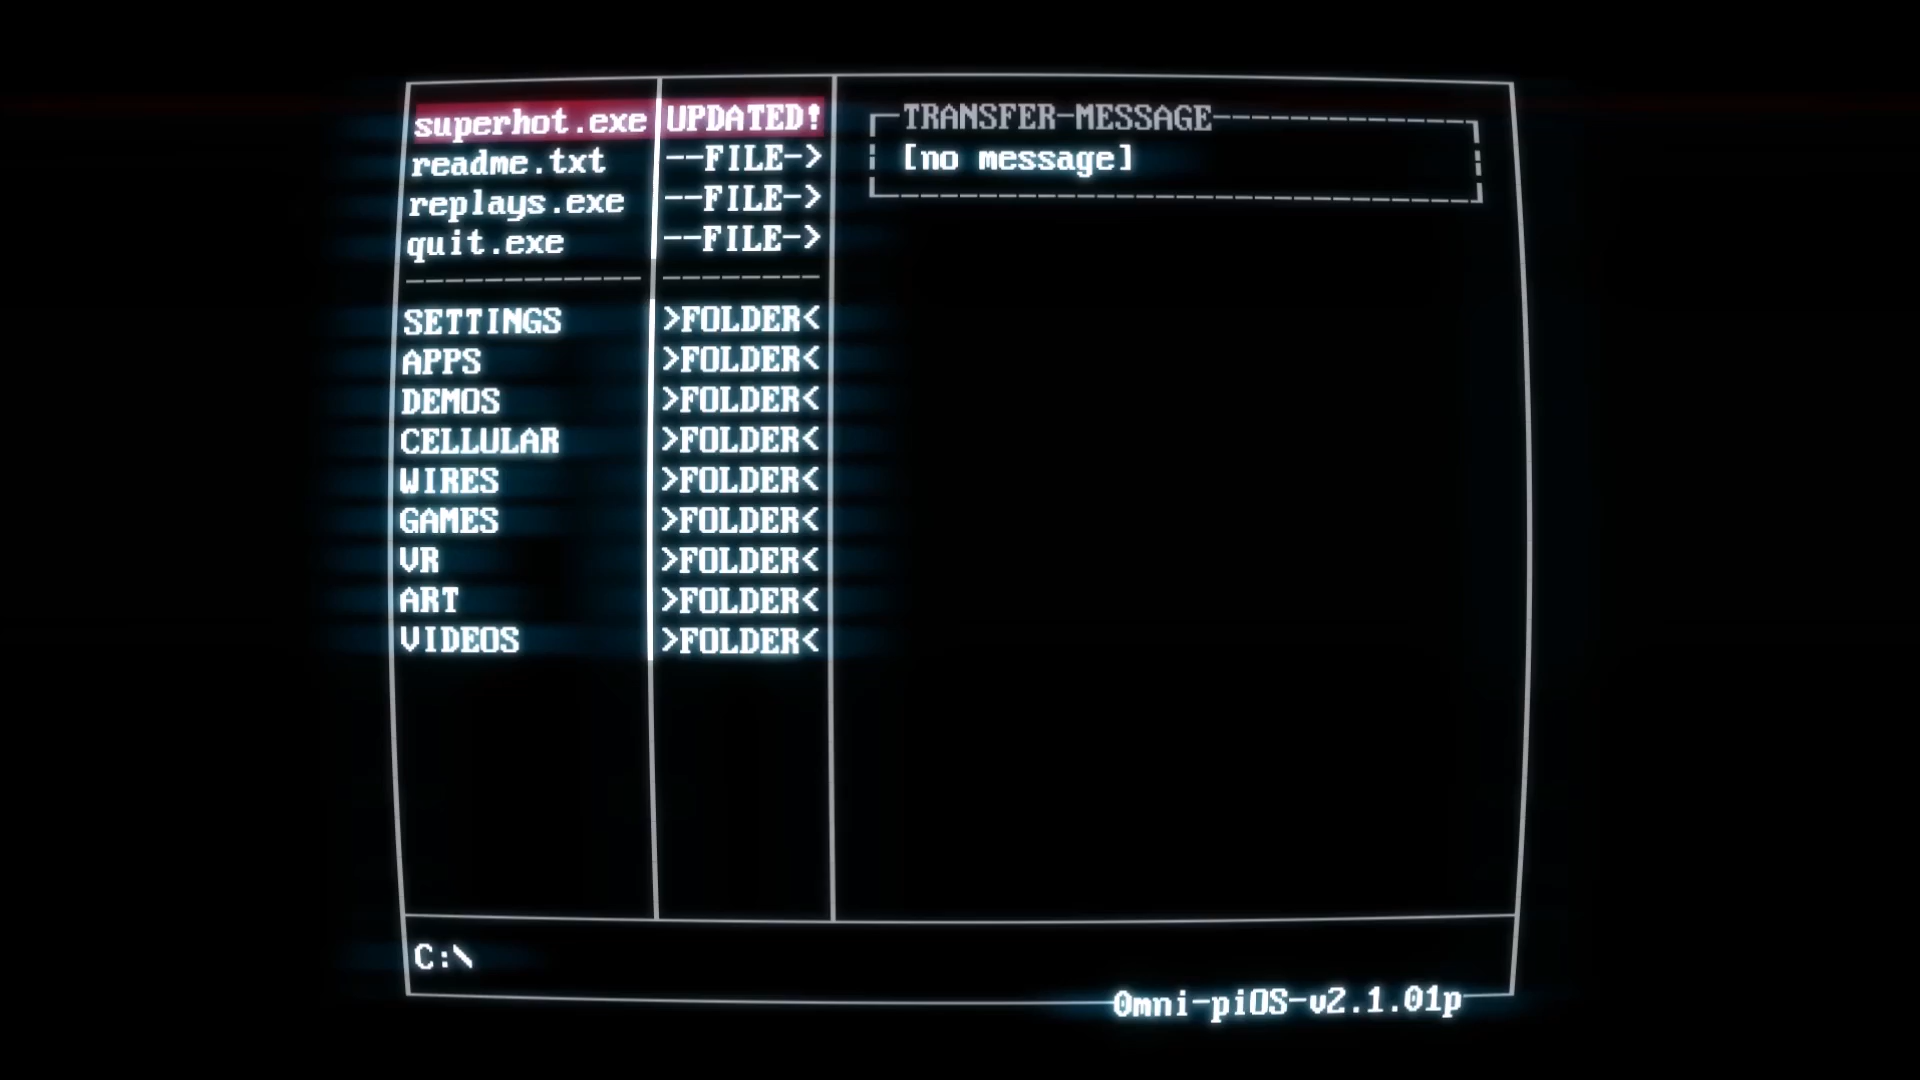 superhot.exe UPDATED!
readme.txt --FILE->
replays.exe --FILE->
quit.exe --FILE->
SETTINGS >FOLDER<
APPS >FOLDER<
DEMOS >FOLDER<
CELLULAR >FOLDER<
WIRES >FOLDER<
GAMES >FOLDER<
VR >FOLDER<
ART >FOLDER<
VIDEOS >FOLDER<
TRANSFER-MESSAGE
[no message]
C:\
0mni-piOS-v2.1.01p